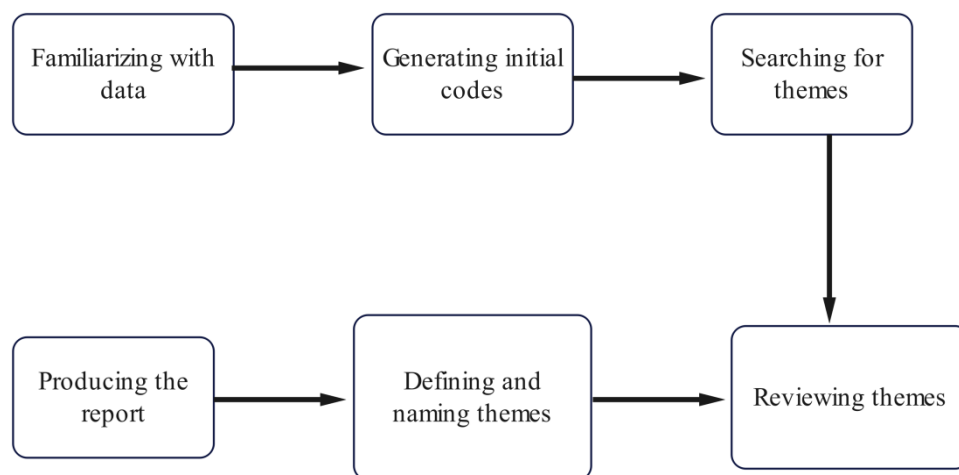 Familiarizing with
data
Generating initial
codes
Searching for
themes
Producing the
report
Defining and
naming themes
Reviewing themes